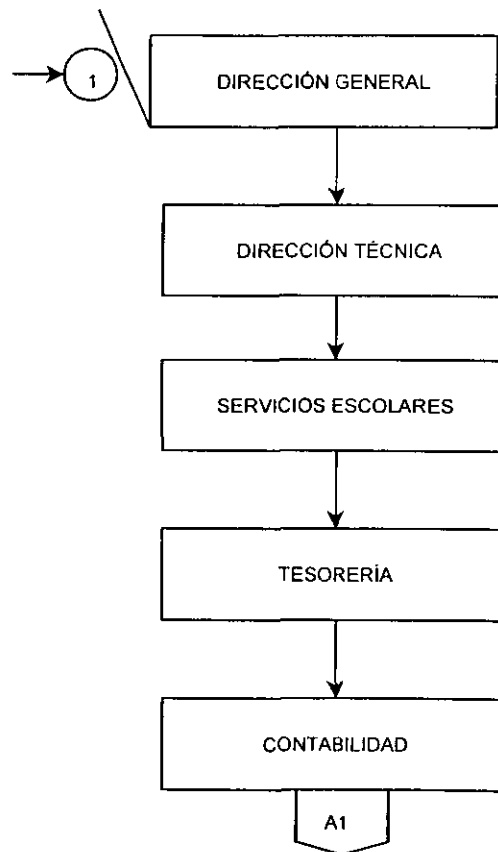 1
DIRECCIÓN GENERAL
DIRECCIÓN TÉCNICA
SERVICIOS ESCOLARES
TESORERÍA
CONTABILIDAD
A1